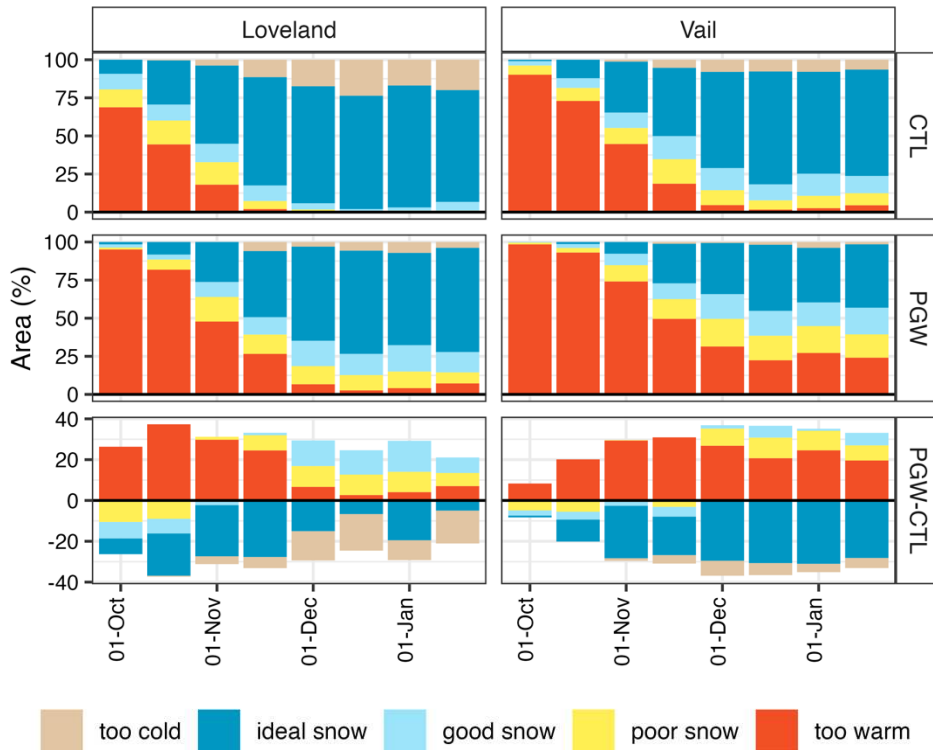 Loveland Vail
100
75
50
25
0
CTL
100
75
50
25
0
PGW
Area (%)
40
20
0
-20
-40
PGW-CTL
01-Oct 01-Nov 01-Dec 01-Jan 01-Oct 01-Nov 01-Dec 01-Jan
too cold ideal snow good snow poor snow too warm